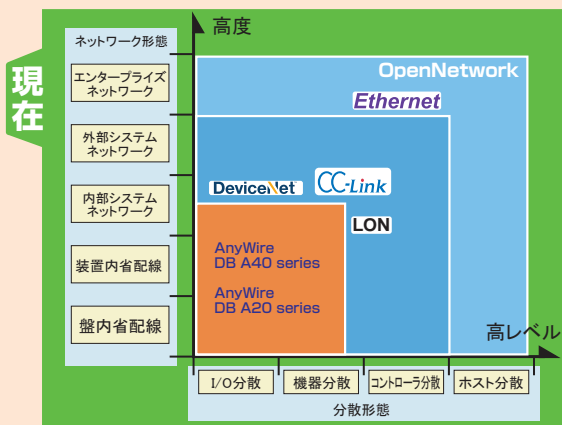 ネットワーク形態
高度
現在
エンタープライズ
ネットワーク
OpenNetwork
Ethernet
外部システム
ネットワーク
DeviceNet
CC-Link
内部システム
ネットワーク
LON
AnyWire
DB A40 series
装置内省配線
AnyWire
DB A20 series
盤内省配線
高レベル
I/O分散
機器分散
コントローラ分散
ホスト分散
分散形態